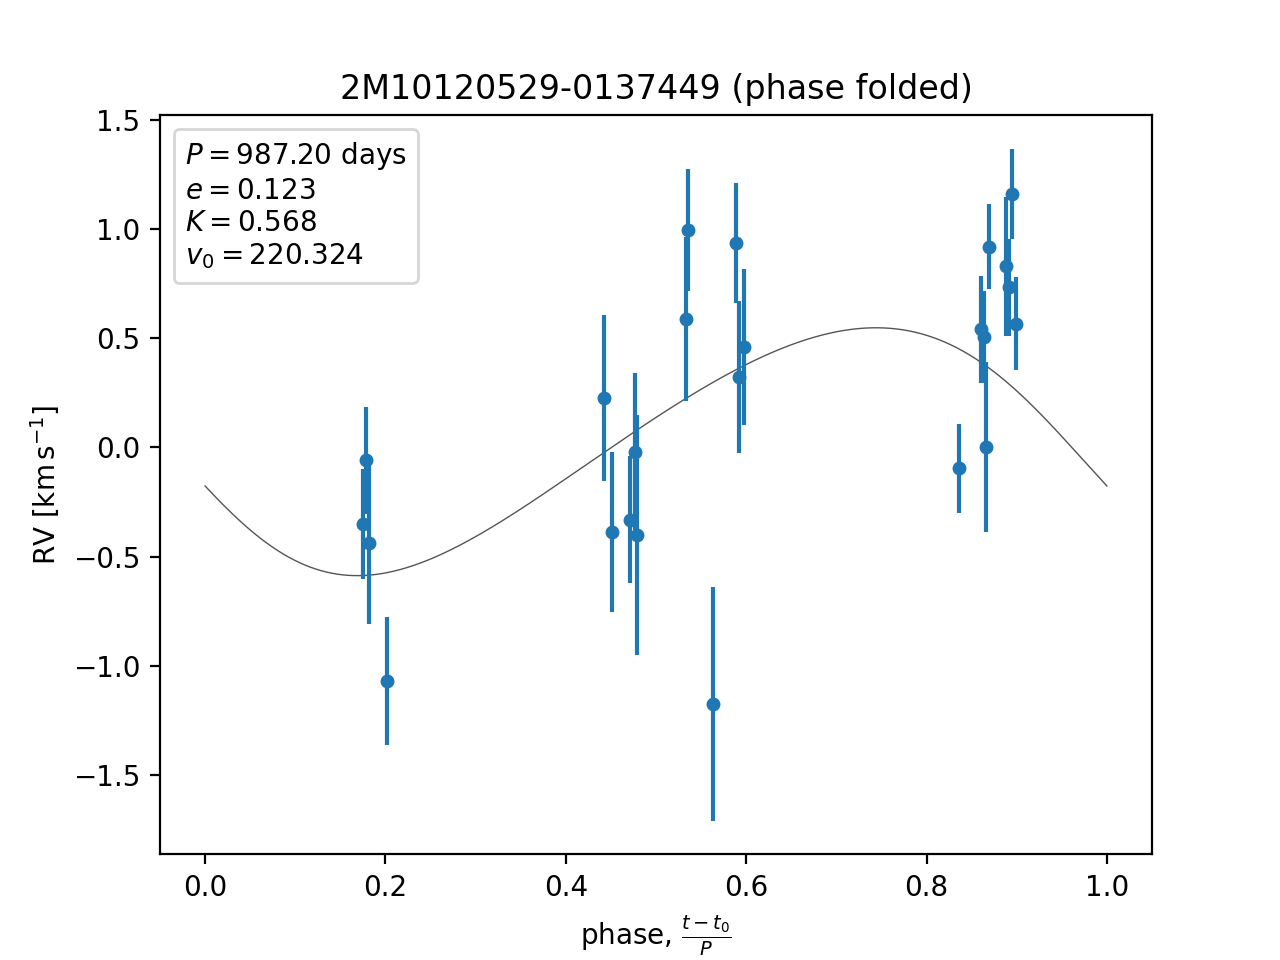 2M10120529-0137449 (phase folded)
P = 987.20 days
e = 0.123
K = 0.568
v₀ = 220.324
RV [km s⁻¹]
1.5
1.0
0.5
0.0
−0.5
−1.0
−1.5
0.0 0.2 0.4 0.6 0.8 1.0
phase, (t − t₀)/P